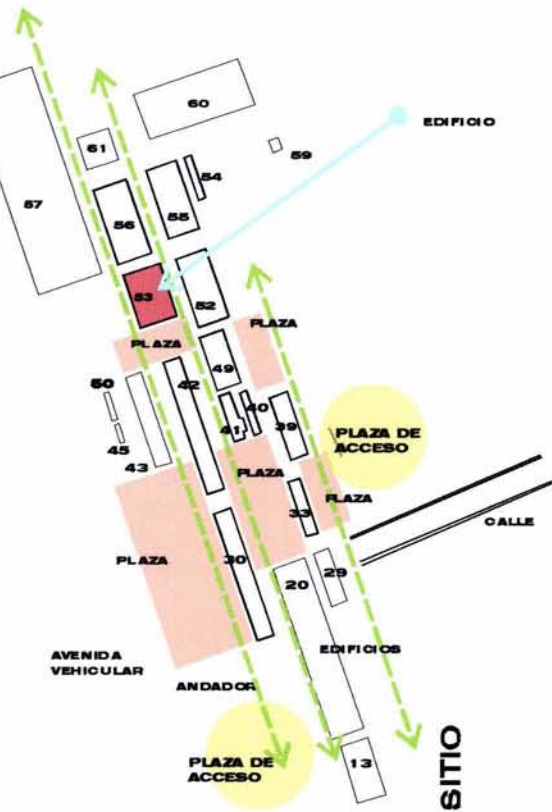 60
EDIFICIO
61
59
54
57
56
55
53
52
PLAZA
PLAZA
49
42
50
40
41
39
PLAZA DE
ACCESO
45
43
PLAZA
PLAZA
33
CALLE
PLAZA
30
29
20
EDIFICIOS
AVENIDA
VEHICULAR
ANDADOR
PLAZA DE
ACCESO
13
SITIO